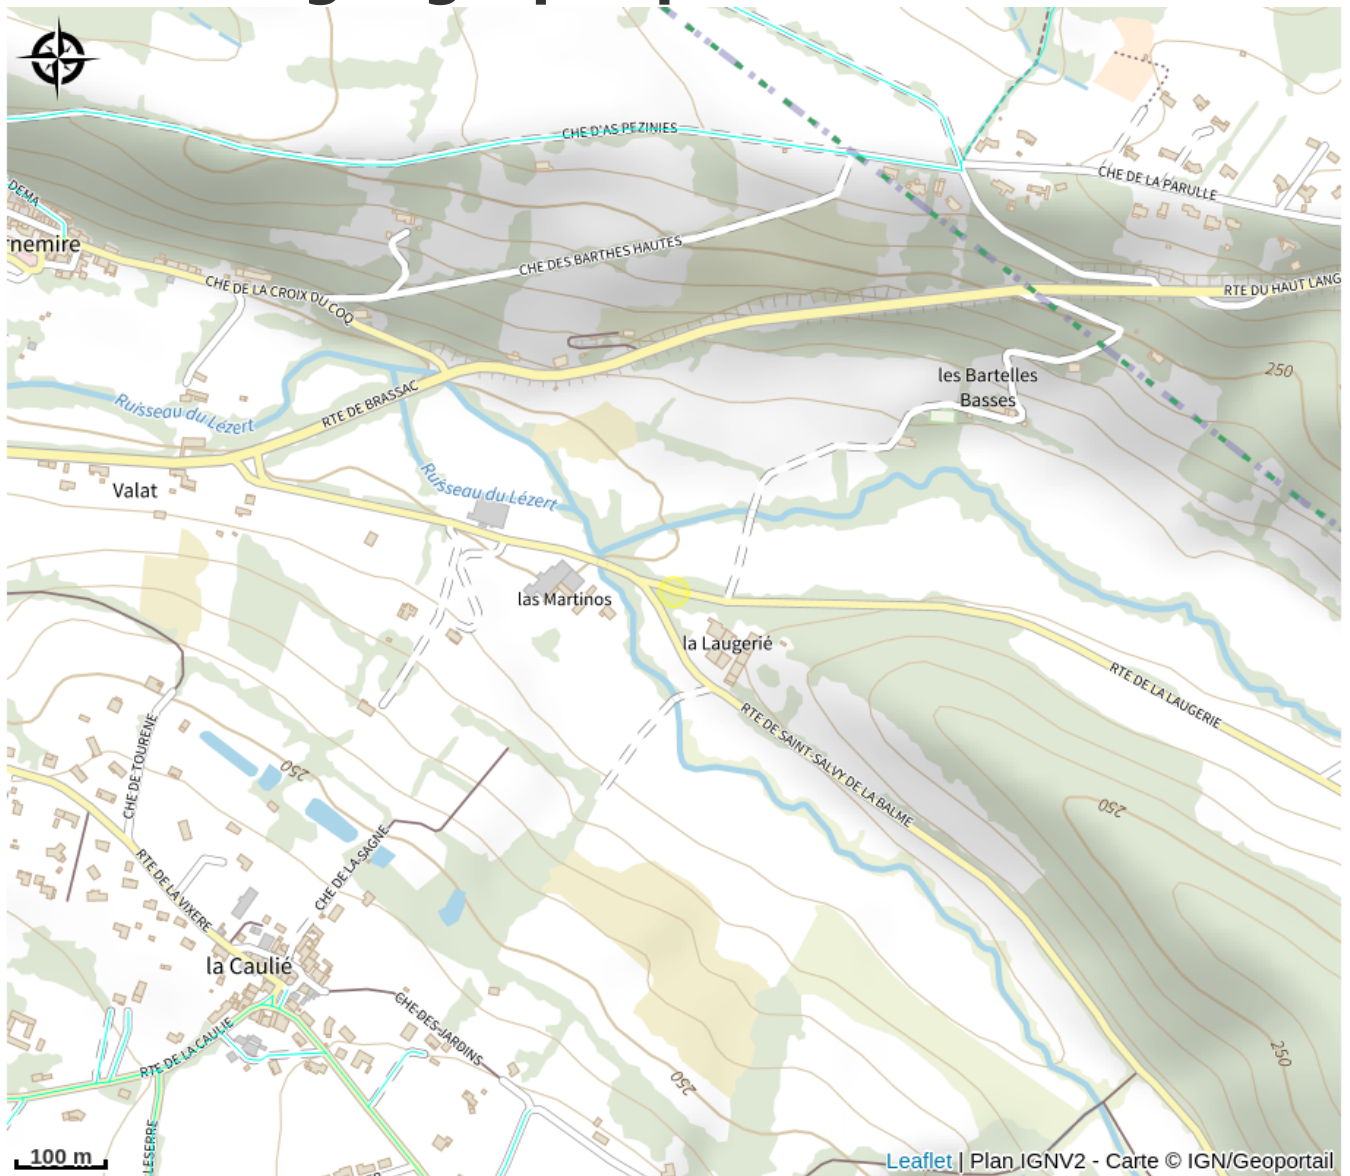 CHE D'AS PEZINIES
CHE DE LA PARULLE
DEMA
rnemire
CHE DES BARTHES HAUTES
CHE DE LA CROIX DU COQ
RTE DU HAUT LANG
250
les Bartelles
Basses
RTE DE BRASSAC
Ruisseau du Lézert
Ruisseau du Lézert
Valat
las Martinos
la Laugerié
RTE DE LA LAUGERIE
RTE DE SAINT-SALVY DE LA BALME
CHE DE TOURENE
250
250
CHE DE LA SAGNE
RTE DE LA VIXERE
la Caulié
CHE DES JARDINS
RTE DE LA CAULIE
250
250
LESERRE
100 m
Leaflet | Plan IGNV2 - Carte © IGN/Geoportail